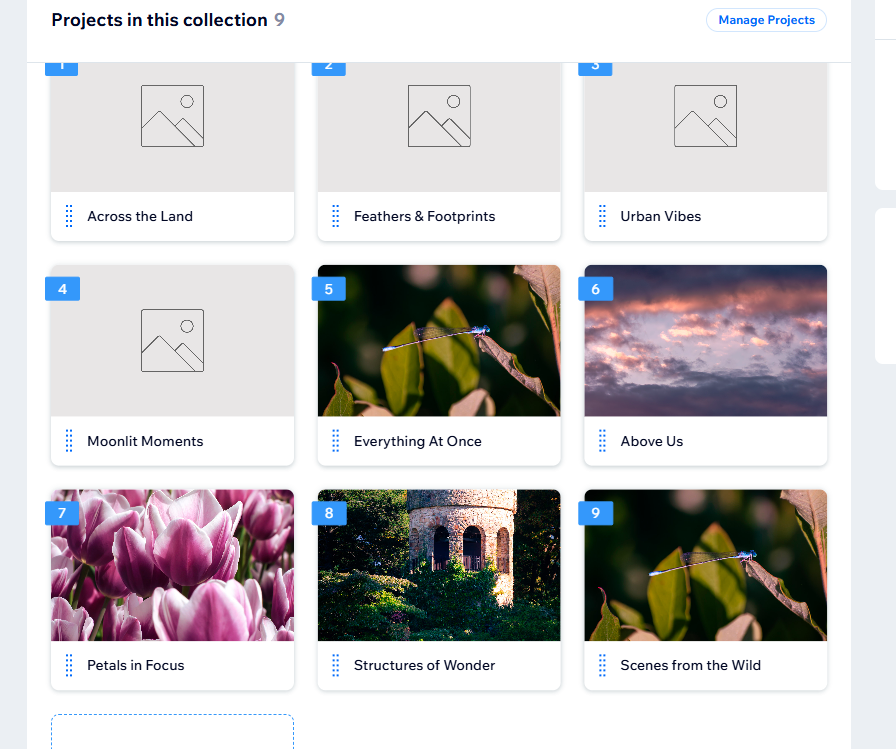 Projects in this collection 9
Manage Projects
1
2
3
Across the Land
Feathers & Footprints
Urban Vibes
4
5
6
Moonlit Moments
Everything At Once
Above Us
7
8
9
Petals in Focus
Structures of Wonder
Scenes from the Wild